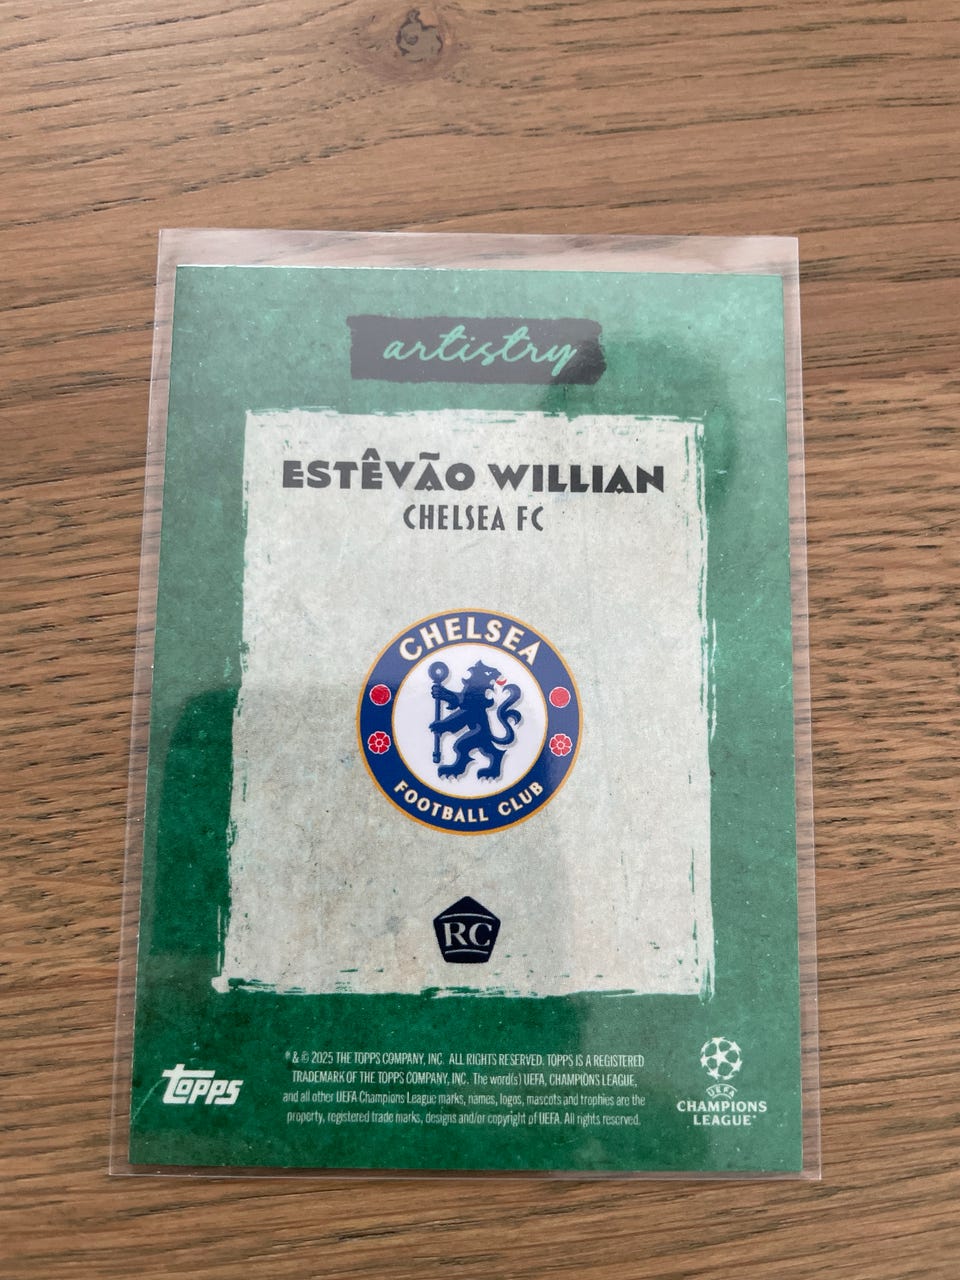 artistry
ESTÊVÃO WILLIAN
CHELSEA FC
CHELSEA
FOOTBALL CLUB
RC
® & © 2025 THE TOPPS COMPANY, INC. ALL RIGHTS RESERVED. TOPPS IS A REGISTERED
TRADEMARK OF THE TOPPS COMPANY, INC. The word(s) UEFA, CHAMPIONS LEAGUE,
and all other UEFA Champions League marks, names, logos, mascots and trophies are the
property, registered trade marks, designs and/or copyright of UEFA. All rights reserved.
topps
UEFA
CHAMPIONS
LEAGUE®